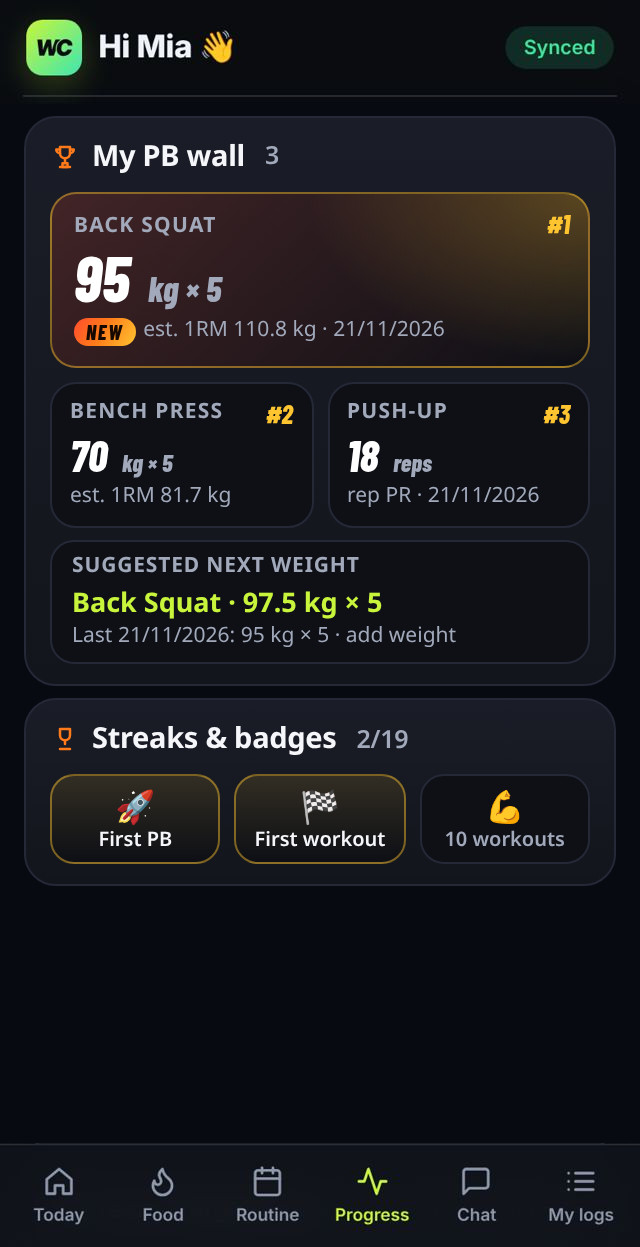 WC Hi Mia 👋 Synced
My PB wall 3
BACK SQUAT #1
95 kg × 5
NEW est. 1RM 110.8 kg · 21/11/2026
BENCH PRESS #2
70 kg × 5
est. 1RM 81.7 kg
PUSH-UP #3
18 reps
rep PR · 21/11/2026
SUGGESTED NEXT WEIGHT
Back Squat · 97.5 kg × 5
Last 21/11/2026: 95 kg × 5 · add weight
Streaks & badges 2/19
First PB
First workout
10 workouts
Today Food Routine Progress Chat My logs